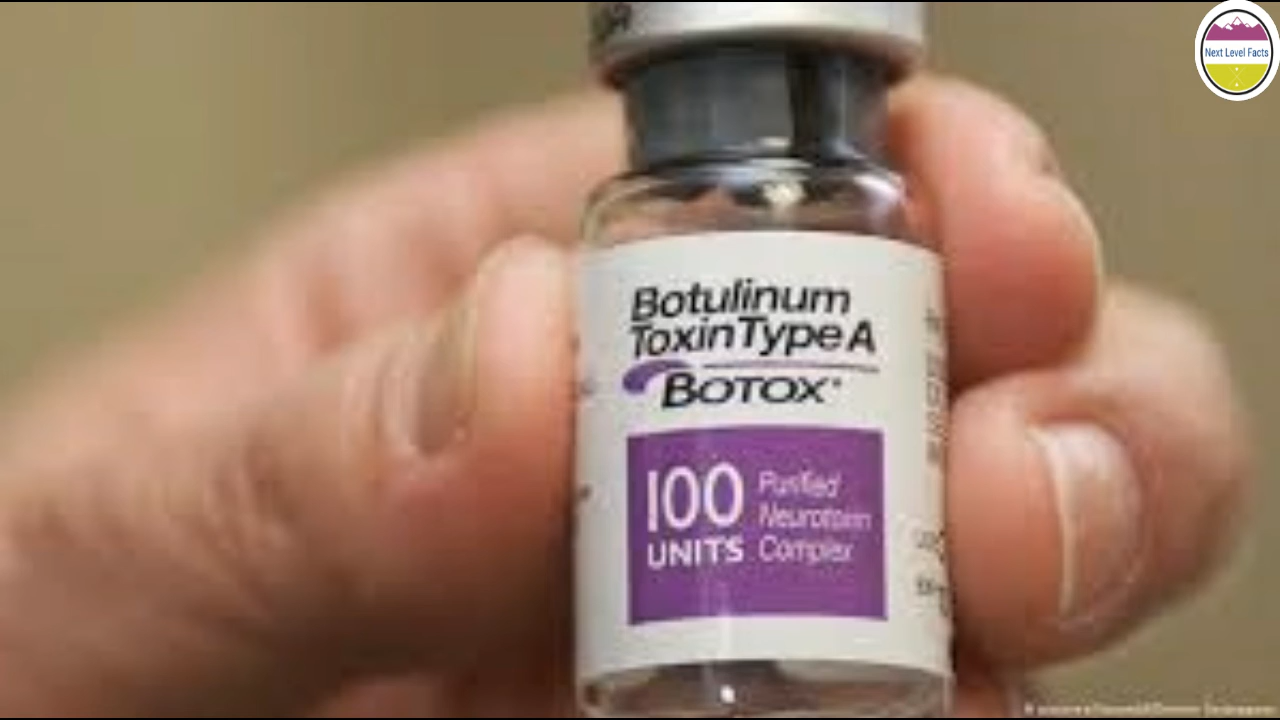 Next Level Facts
Botulinum
Toxin Type A
BOTOX
100
UNITS
Purified
Neurotoxin
Complex